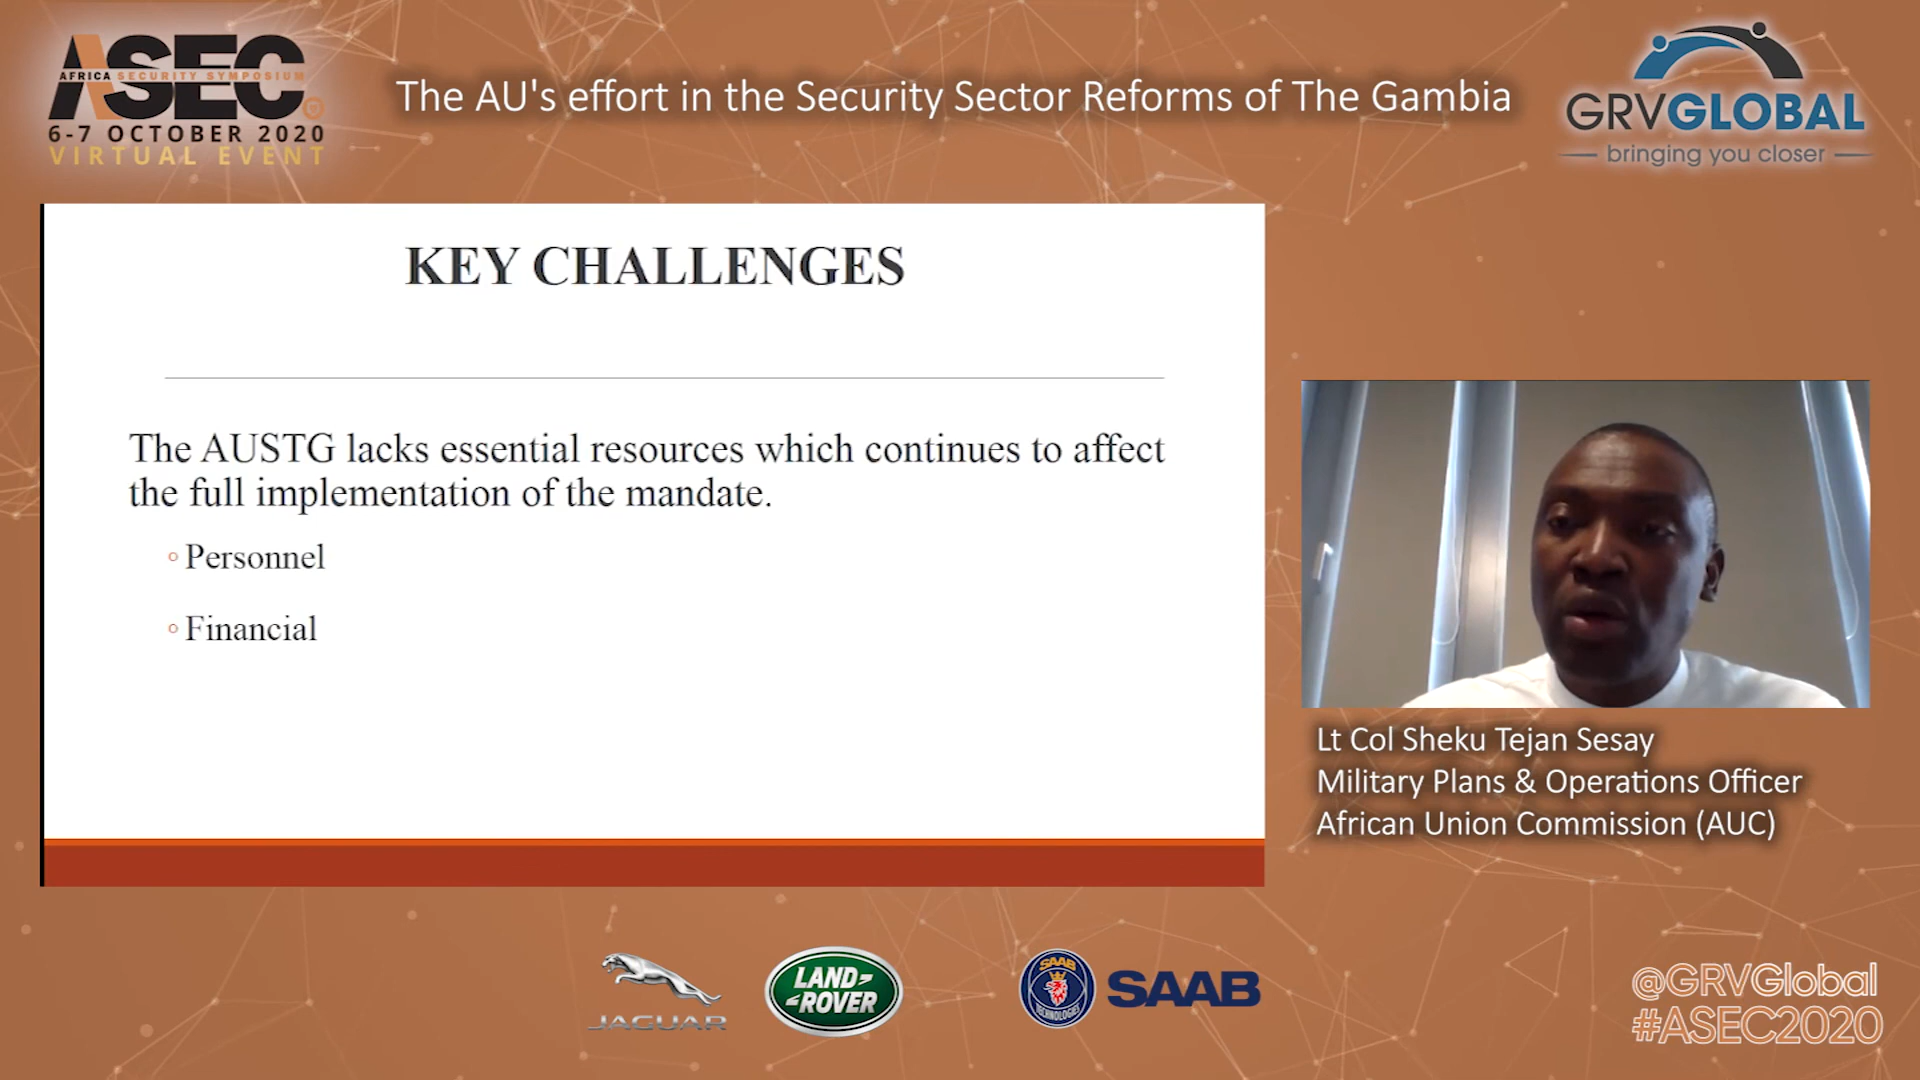 ASEC
AFRICA SECURITY SYMPOSIUM
6-7 OCTOBER 2020
VIRTUAL EVENT
The AU's effort in the Security Sector Reforms of The Gambia
GRVGLOBAL
bringing you closer
KEY CHALLENGES
The AUSTG lacks essential resources which continues to affect
the full implementation of the mandate.
◦ Personnel
◦ Financial
Lt Col Sheku Tejan Sesay
Military Plans & Operations Officer
African Union Commission (AUC)
JAGUAR
LAND-
-ROVER
SAAB
TECHNOLOGIES
SAAB
@GRVGlobal
#ASEC2020